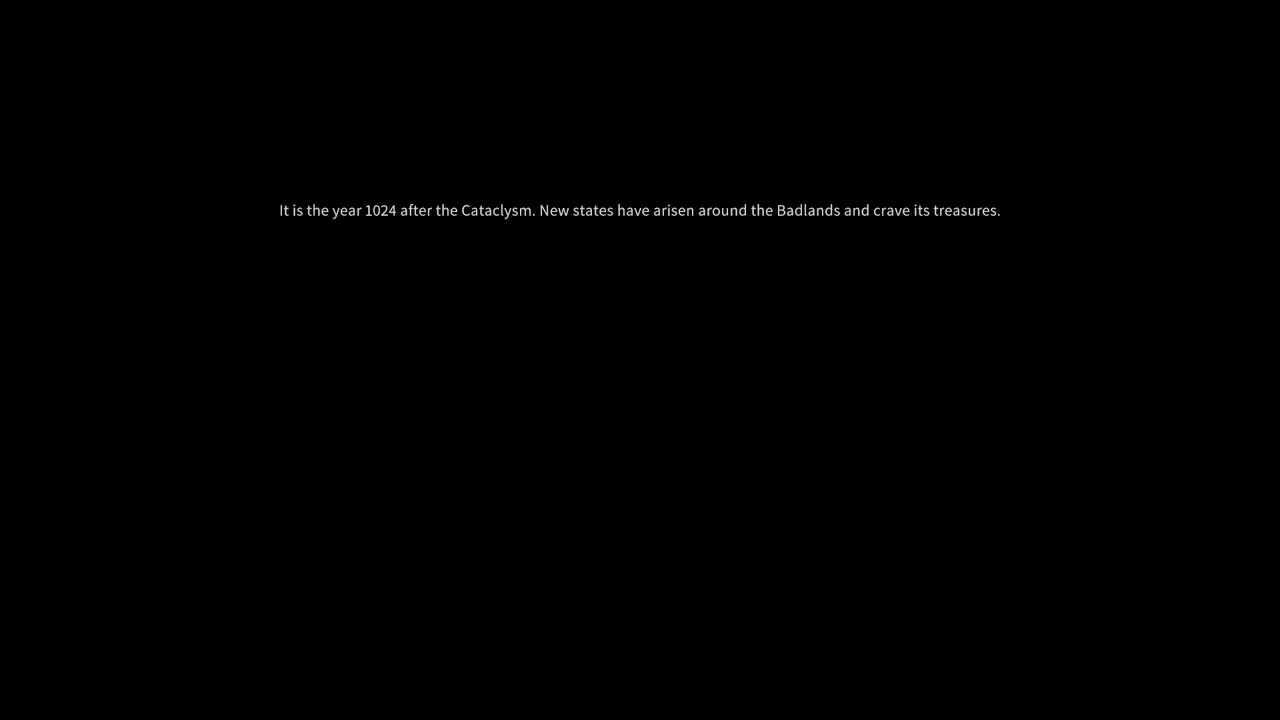 It is the year 1024 after the Cataclysm. New states have arisen around the Badlands and crave its treasures.